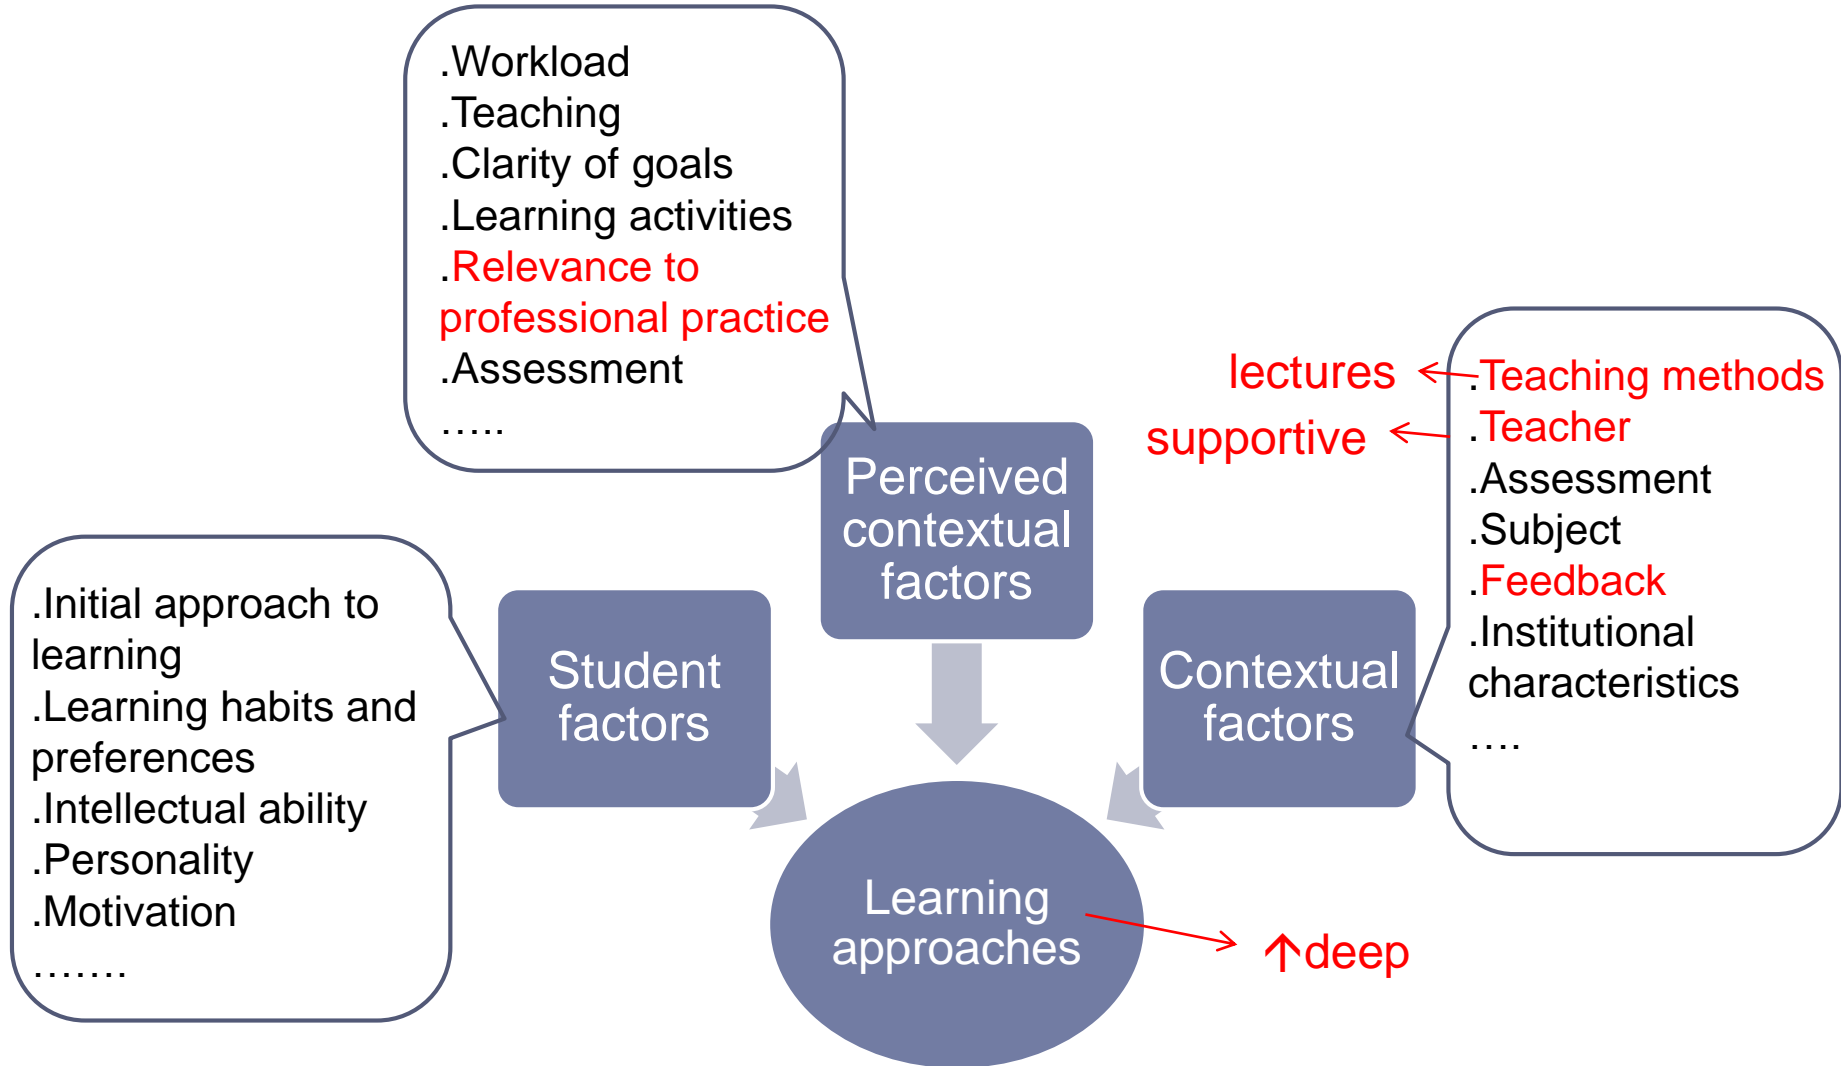 .Workload
.Teaching
.Clarity of goals
.Learning activities
.Relevance to
professional practice
.Assessment
.....
Perceived
contextual
factors
lectures
supportive
.Teaching methods
.Teacher
.Assessment
.Subject
.Feedback
.Institutional
characteristics
....
.Initial approach to
learning
.Learning habits and
preferences
.Intellectual ability
.Personality
.Motivation
.......
Student
factors
Contextual
factors
Learning
approaches
↑deep